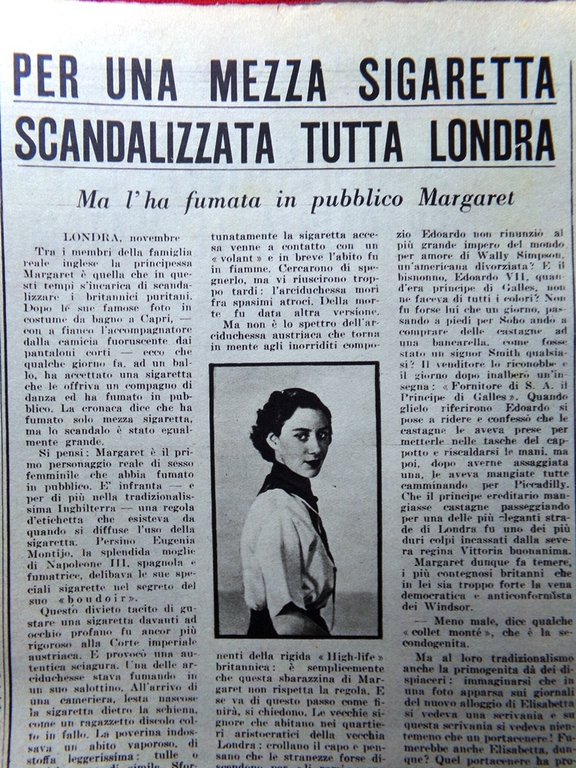 PER UNA MEZZA SIGARETTA
SCANDALIZZATA TUTTA LONDRA
Ma l'ha fumata in pubblico Margaret
LONDRA, novembre
Tra i membri della famiglia
reale inglese la principessa
Margaret è quella che in que-
sti tempi s'incarica di scanda-
lizzare i britannici puritani.
Dopo le sue famose foto in
costume da bagno a Capri, —
con a fianco l'accompagnatore
dalla camicia fuoruscente dai
pantaloni corti — ecco che
qualche giorno fa, ad un bal-
lo, ha accettato una sigaretta
che le offriva un compagno di
danza ed ha fumato in pub-
blico. La cronaca dice che ha
fumato solo mezza sigaretta,
ma lo scandalo è stato egual-
mente grande.
Si pensi: Margaret è il pri-
mo personaggio reale di sesso
femminile che abbia fumato
in pubblico. E' infranta — e
per di più nella tradizionalis-
sima Inghilterra — una regola
d'etichetta che esisteva da
quando si diffuse l'uso della
sigaretta. Persino Eugenia
Montijo, la splendida moglie
di Napoleone III, spagnola e
fumatrice, delibava le sue spe-
ciali sigarette nel segreto del
suo «boudoir».
Questo divieto tacito di gu-
stare una sigaretta davanti ad
occhio profano fu ancor più
rigoroso alla Corte imperiale
austriaca. E provocò una au-
tentica sciagura. Una delle ar-
ciduchesse stava fumando in
un suo salottino. All'arrivo di
una cameriera, lesta nascose
la sigaretta dietro la schiena,
come un ragazzetto discolo col-
to in fallo. La poverina indos-
sava un abito vaporoso, di
stoffa leggerissima: tulle o
di simile. Sfor-
tunatamente la sigaretta acce-
sa venne a contatto con un
«volant» e in breve l'abito fu
in fiamme. Cercarono di spe-
gnerlo, ma vi riuscirono trop-
po tardi: l'arciduchessa morì
fra spasimi atroci. Della mor-
te fu data altra versione.
Ma non è lo spettro dell'ar-
ciduchessa austriaca che torna
in mente agli inorriditi compo-
nenti della rigida «High-life»
britannica: è semplicemente
che questa sbarazzina di Mar-
garet non rispetta la regola. E
se va di questo passo come fi-
nirà, si chiedono. Le vecchie si-
gnore che abitano nei quartie-
ri aristocratici della vecchia
Londra; crollano il capo e pen-
sano che le stranezze forse di-
zio Edoardo non rinunziò al
più grande impero del mondo
per amore di Wally Simpson,
un'americana divorziata? E il
bisnonno, Edoardo VII, quan-
d'era principe di Galles, non
ne faceva di tutti i colori? Non
fu forse lui che un giorno, pas-
sando a piedi per Soho andò a
comprare delle castagne ad
una bancarella, come fosse
stato un signor Smith qualsia-
si? Il venditore lo riconobbe e
il giorno dopo inalberò un'in-
segna: «Fornitore di S. A. il
Principe di Galles». Quando
glielo riferirono Edoardo si
pose a ridere e confessò che le
castagne le aveva prese per
metterle nelle tasche del cap-
potto e riscaldarsi le mani, ma
poi, dopo averne assaggiata
una, le aveva mangiate tutte
camminando per Piccadilly.
Che il principe ereditario man-
giasse castagne passeggiando
per una delle più eleganti stra-
de di Londra fu uno dei più
duri colpi incassati dalla seve-
ra regina Vittoria buonanima.
Margaret dunque fa temere,
i più contegnosi britanni che
in lei sia troppo forte la vena
democratica e anticonformista
dei Windsor.
— Meno male, dice qualche
«collet monté», che è la se-
condogenita.
Ma al loro tradizionalismo
anche la primogenita dà dei di-
spiaceri: immaginarsi che in
una foto apparsa sui giornali
del nuovo alloggio di Elisabetta
si vedeva una scrivania e su
questa scrivania si vedeva nien-
temeno che un portacenere! Fu-
merebbe anche Elisabetta, dun-
que? Quel portacenere ha pro-